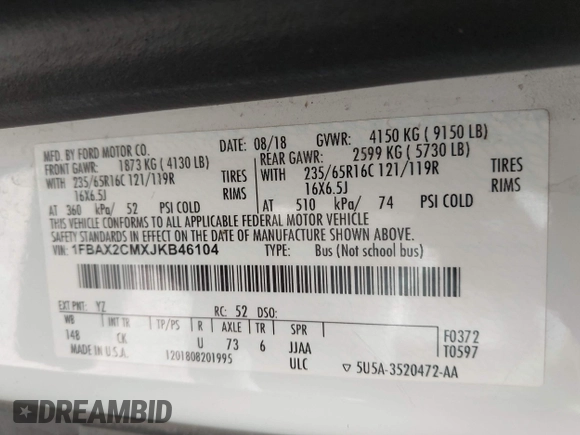 MFD. BY FORD MOTOR CO. DATE: 08/18 GVWR: 4150 KG ( 9150 LB)
FRONT GAWR: 1873 KG ( 4130 LB) REAR GAWR: 2599 KG ( 5730 LB)
WITH 235/65R16C 121/119R TIRES WITH 235/65R16C 121/119R TIRES
16X6.5J RIMS 16X6.5J RIMS
AT 360 kPa/ 52 PSI COLD AT 510 kPa/ 74 PSI COLD
THIS VEHICLE CONFORMS TO ALL APPLICABLE FEDERAL MOTOR VEHICLE
SAFETY STANDARDS IN EFFECT ON THE DATE OF MANUFACTURE SHOWN ABOVE.
VIN: 1FBAX2CMXJKB46104 TYPE: Bus (Not school bus)
EXT PNT: YZ RC: 52 DSO:
WB INT TR TP/PS R AXLE TR SPR F0372
148 CK U 73 6 JJAA T0597
MADE IN U.S.A. 1201808201995 ULC ▽ 5U5A-3520472-AA
DREAMBID